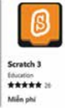 Scratch 3
Education
★★★★★ 26
Miễn phí